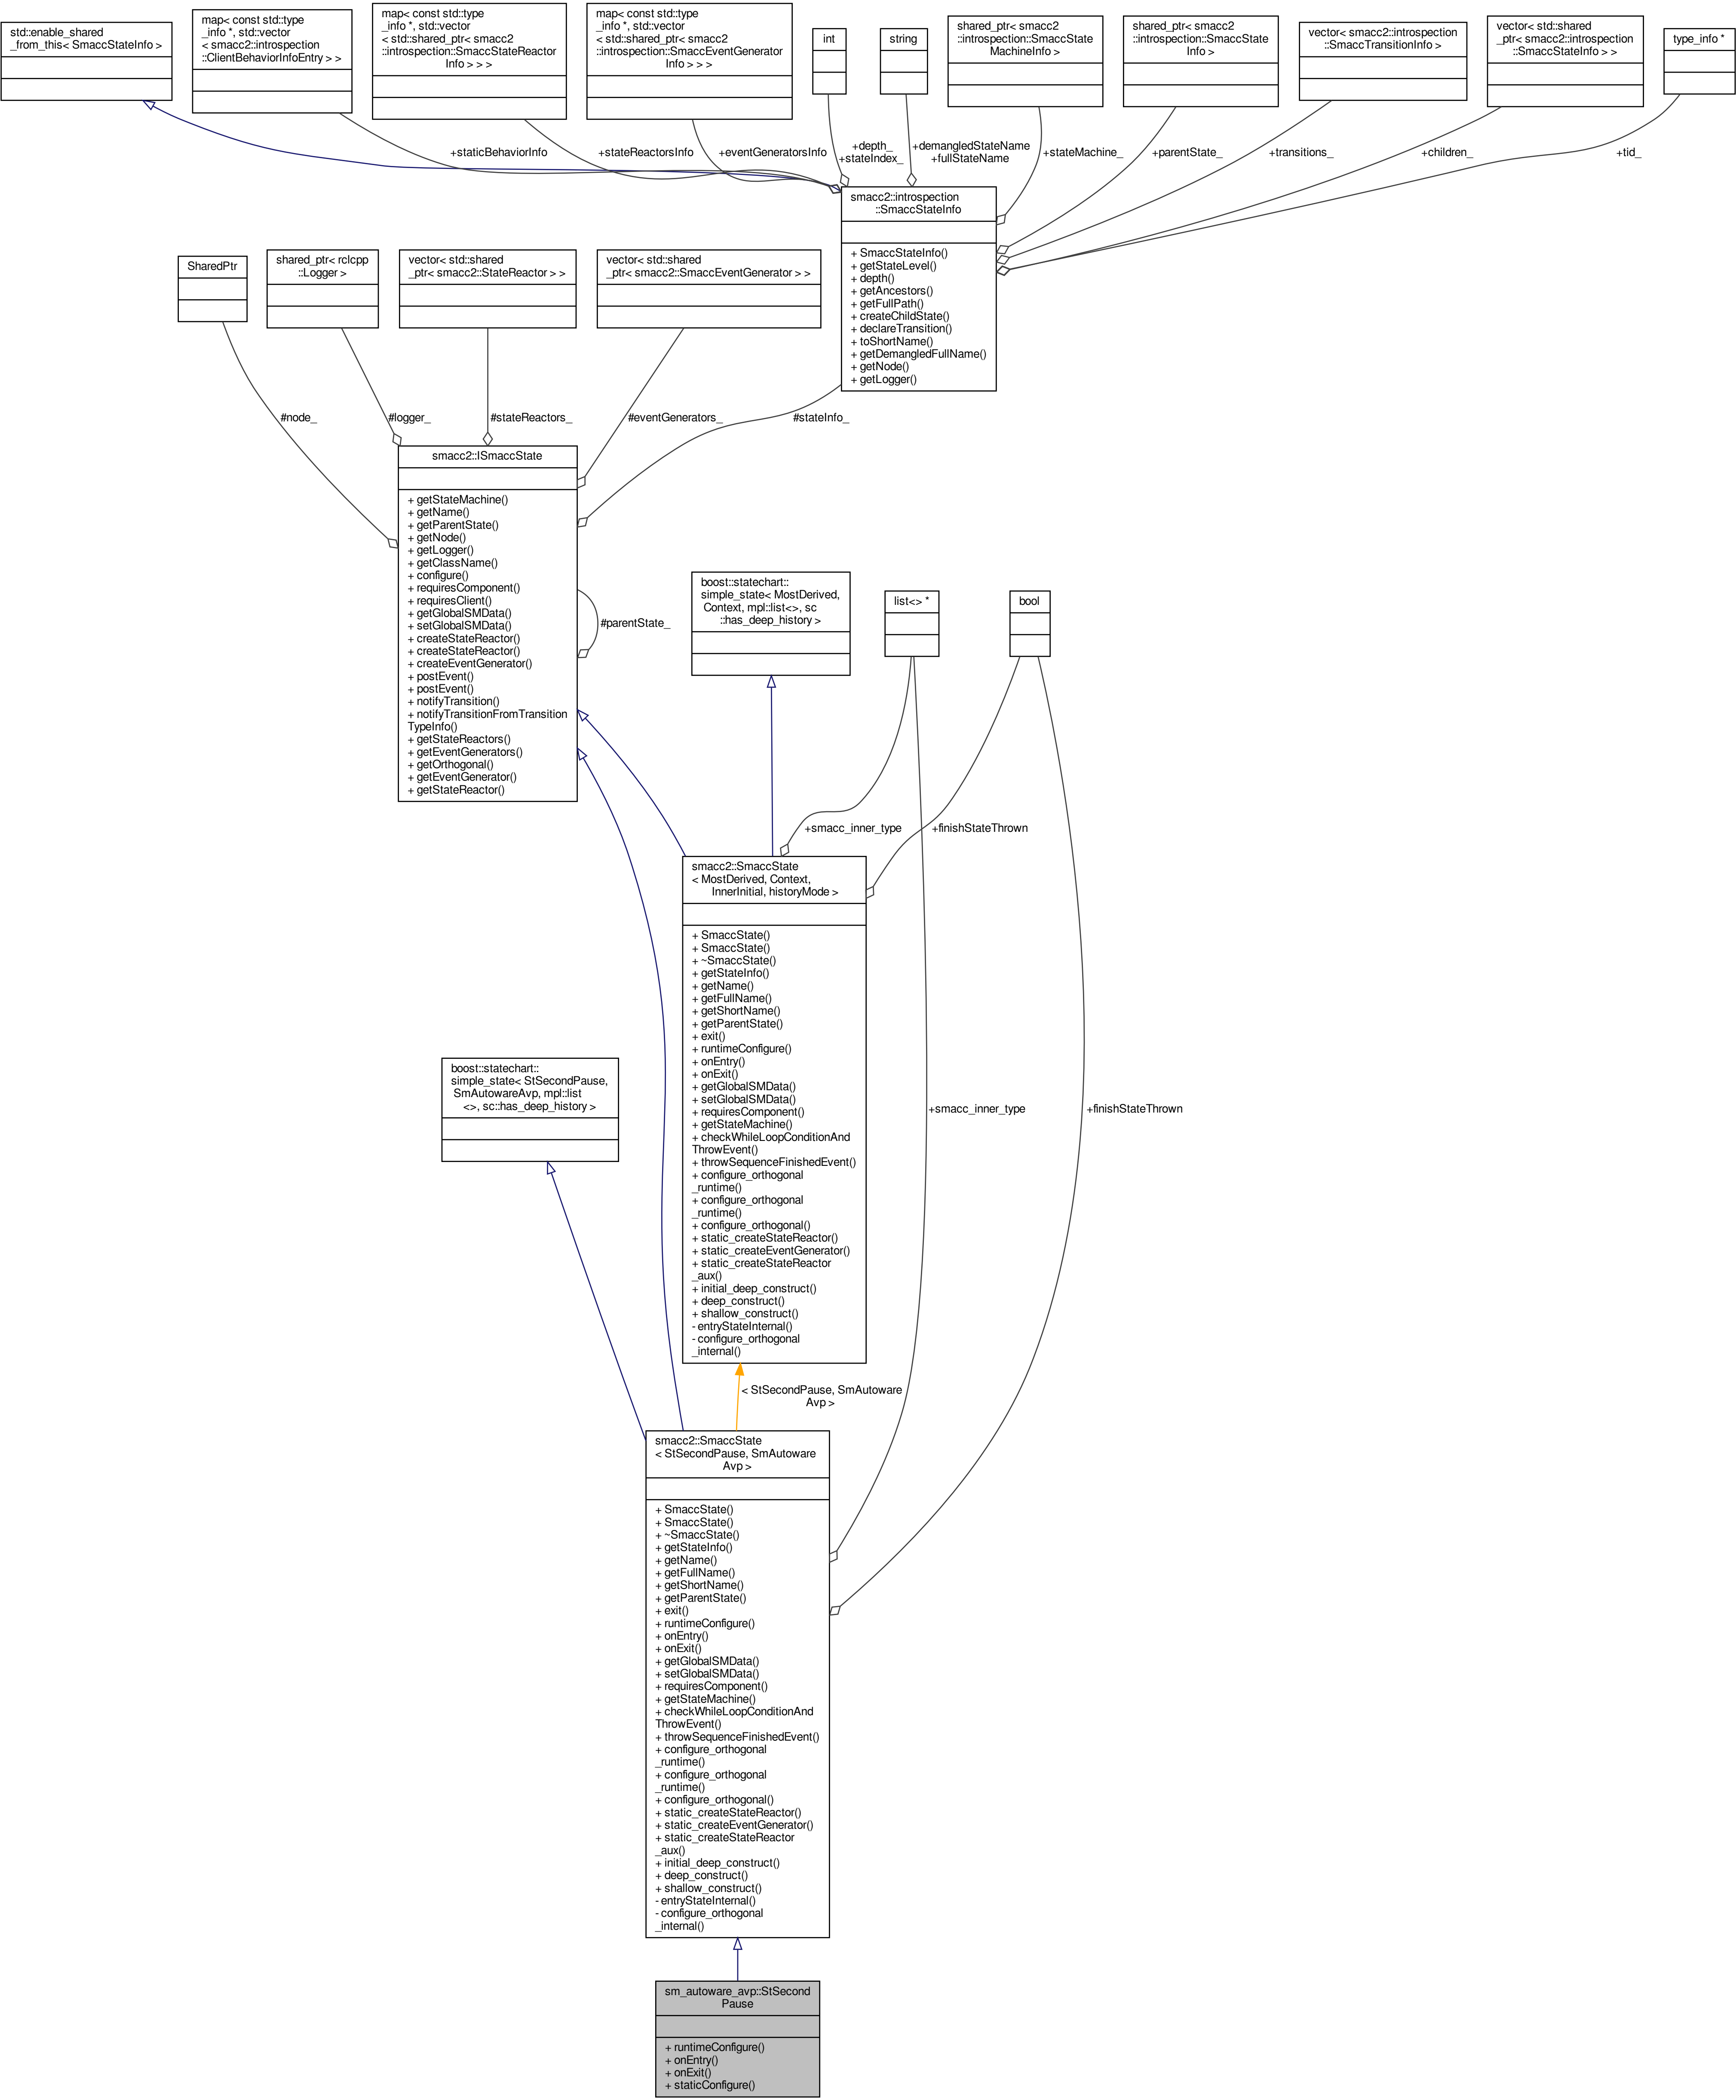 std::enable_shared
_from_this< SmaccStateInfo >
map< const std::type
_info *, std::vector
< smacc2::introspection
::ClientBehaviorInfoEntry > >
map< const std::type
_info *, std::vector
< std::shared_ptr< smacc2
::introspection::SmaccStateReactor
Info > > >
map< const std::type
_info *, std::vector
< std::shared_ptr< smacc2
::introspection::SmaccEventGenerator
Info > > >
int
string
shared_ptr< smacc2
::introspection::SmaccState
MachineInfo >
shared_ptr< smacc2
::introspection::SmaccState
Info >
vector< smacc2::introspection
::SmaccTransitionInfo >
vector< std::shared
_ptr< smacc2::introspection
::SmaccStateInfo > >
type_info *
+staticBehaviorInfo
+stateReactorsInfo
+eventGeneratorsInfo
+depth_
+stateIndex_
+demangledStateName
+fullStateName
+stateMachine_
+parentState_
+transitions_
+children_
+tid_
smacc2::introspection
::SmaccStateInfo
+ SmaccStateInfo()
+ getStateLevel()
+ depth()
+ getAncestors()
+ getFullPath()
+ createChildState()
+ declareTransition()
+ toShortName()
+ getDemangledFullName()
+ getNode()
+ getLogger()
SharedPtr
shared_ptr< rclcpp
::Logger >
vector< std::shared
_ptr< smacc2::StateReactor > >
vector< std::shared
_ptr< smacc2::SmaccEventGenerator > >
#node_
#logger_
#stateReactors_
#eventGenerators_
#stateInfo_
smacc2::ISmaccState
+ getStateMachine()
+ getName()
+ getParentState()
+ getNode()
+ getLogger()
+ getClassName()
+ configure()
+ requiresComponent()
+ requiresClient()
+ getGlobalSMData()
+ setGlobalSMData()
+ createStateReactor()
+ createStateReactor()
+ createEventGenerator()
+ postEvent()
+ postEvent()
+ notifyTransition()
+ notifyTransitionFromTransition
TypeInfo()
+ getStateReactors()
+ getEventGenerators()
+ getOrthogonal()
+ getEventGenerator()
+ getStateReactor()
#parentState_
boost::statechart::
simple_state< MostDerived,
Context, mpl::list<>, sc
::has_deep_history >
list<> *
bool
+smacc_inner_type
+finishStateThrown
smacc2::SmaccState
< MostDerived, Context,
InnerInitial, historyMode >
+ SmaccState()
+ SmaccState()
+ ~SmaccState()
+ getStateInfo()
+ getName()
+ getFullName()
+ getShortName()
+ getParentState()
+ exit()
+ runtimeConfigure()
+ onEntry()
+ onExit()
+ getGlobalSMData()
+ setGlobalSMData()
+ requiresComponent()
+ getStateMachine()
+ checkWhileLoopConditionAnd
ThrowEvent()
+ throwSequenceFinishedEvent()
+ configure_orthogonal
_runtime()
+ configure_orthogonal
_runtime()
+ configure_orthogonal()
+ static_createStateReactor()
+ static_createEventGenerator()
+ static_createStateReactor
_aux()
+ initial_deep_construct()
+ deep_construct()
+ shallow_construct()
- entryStateInternal()
- configure_orthogonal
_internal()
boost::statechart::
simple_state< StSecondPause,
SmAutowareAvp, mpl::list
<>, sc::has_deep_history >
+smacc_inner_type
+finishStateThrown
< StSecondPause, SmAutoware
Avp >
smacc2::SmaccState
< StSecondPause, SmAutoware
Avp >
+ SmaccState()
+ SmaccState()
+ ~SmaccState()
+ getStateInfo()
+ getName()
+ getFullName()
+ getShortName()
+ getParentState()
+ exit()
+ runtimeConfigure()
+ onEntry()
+ onExit()
+ getGlobalSMData()
+ setGlobalSMData()
+ requiresComponent()
+ getStateMachine()
+ checkWhileLoopConditionAnd
ThrowEvent()
+ throwSequenceFinishedEvent()
+ configure_orthogonal
_runtime()
+ configure_orthogonal
_runtime()
+ configure_orthogonal()
+ static_createStateReactor()
+ static_createEventGenerator()
+ static_createStateReactor
_aux()
+ initial_deep_construct()
+ deep_construct()
+ shallow_construct()
- entryStateInternal()
- configure_orthogonal
_internal()
sm_autoware_avp::StSecond
Pause
+ runtimeConfigure()
+ onEntry()
+ onExit()
+ staticConfigure()